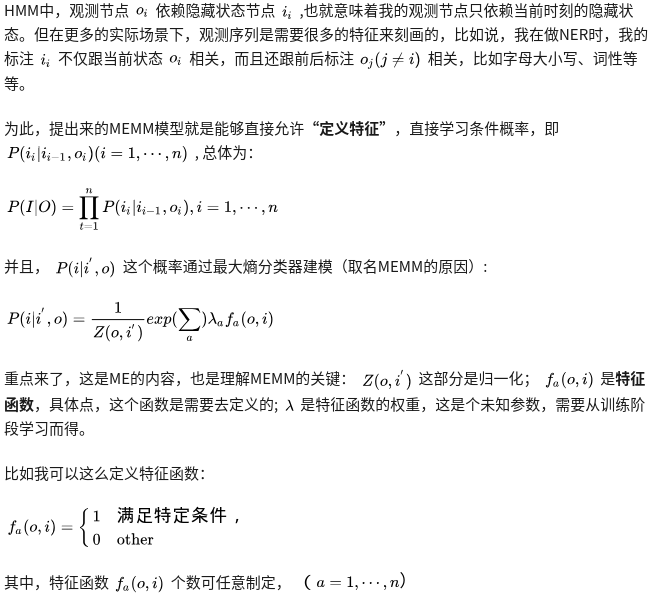 HMM中，观测节点 o_i 依赖隐藏状态节点 i_i ,也就意味着我的观测节点只依赖当前时刻的隐藏状
态。但在更多的实际场景下，观测序列是需要很多的特征来刻画的，比如说，我在做NER时，我的
标注 i_i 不仅跟当前状态 o_i 相关，而且还跟前后标注 o_j(j ≠ i) 相关，比如字母大小写、词性等
等。
为此，提出来的MEMM模型就是能够直接允许“定义特征”，直接学习条件概率，即
P(i_i|i_{i−1}, o_i)(i = 1, ⋯, n) , 总体为：
P(I|O) = ∏_{t=1}^{n} P(i_i|i_{i−1}, o_i), i = 1, ⋯, n
并且， P(i|i', o) 这个概率通过最大熵分类器建模（取名MEMM的原因）:
P(i|i', o) = \frac{1}{Z(o, i')} exp(∑_a) λ_a f_a(o, i)
重点来了，这是ME的内容，也是理解MEMM的关键： Z(o, i') 这部分是归一化； f_a(o, i) 是特征
函数，具体点，这个函数是需要去定义的; λ 是特征函数的权重，这是个未知参数，需要从训练阶
段学习而得。
比如我可以这么定义特征函数：
f_a(o, i) = { 1 满足特定条件，
0 other
其中，特征函数 f_a(o, i) 个数可任意制定， （ a = 1, ⋯, n）